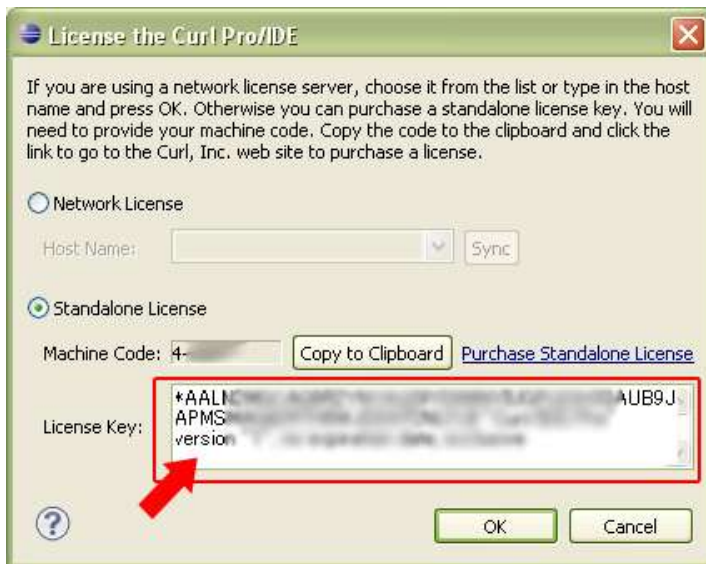 License the Curl Pro/IDE
If you are using a network license server, choose it from the list or type in the host
name and press OK. Otherwise you can purchase a standalone license key. You will
need to provide your machine code. Copy the code to the clipboard and click the
link to go to the Curl, Inc. web site to purchase a license.
Network License
Host Name:
Sync
Standalone License
Machine Code: 4- Copy to Clipboard Purchase Standalone License
License Key:
*AALN AUB9J
APMS
version
? OK Cancel